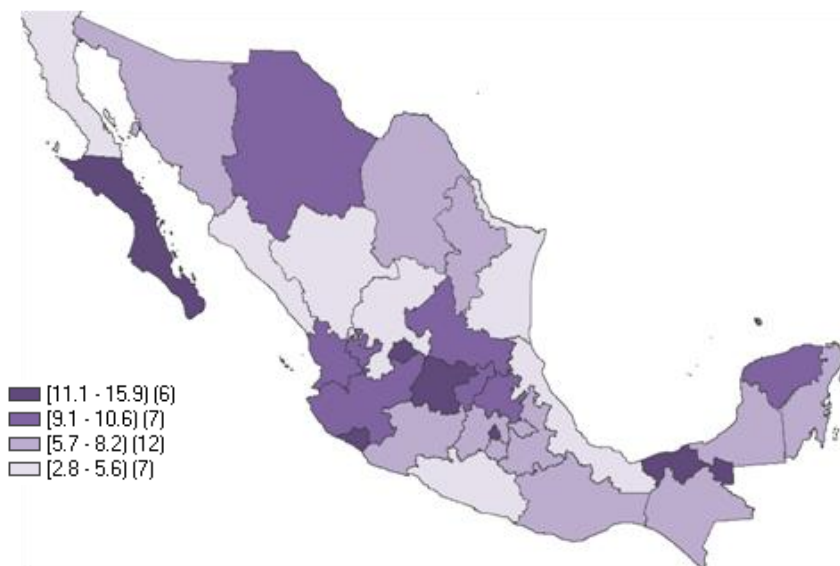 [11.1 - 15.9) (6)
[9.1 - 10.6) (7)
[5.7 - 8.2) (12)
[2.8 - 5.6) (7)